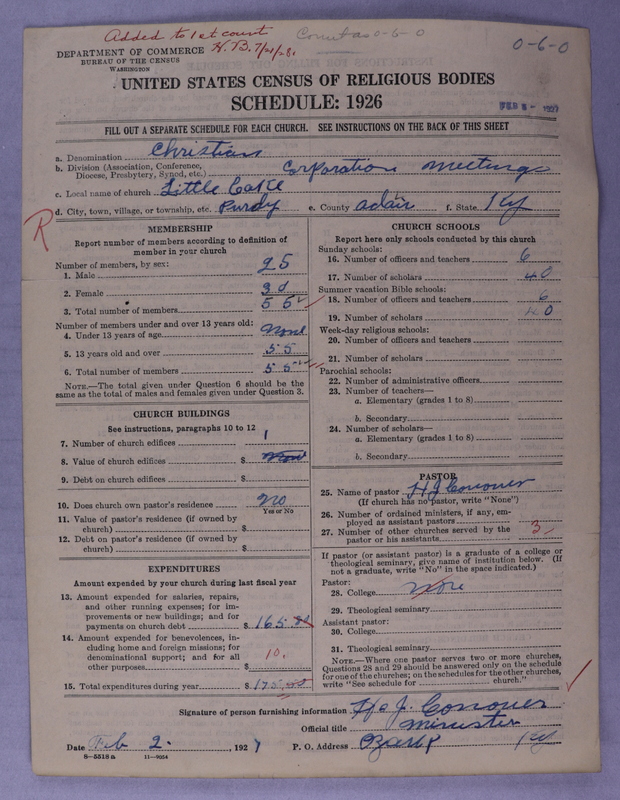 Added to 1st count
H.B. 7/21/28.
0-6-0
0-6-0
DEPARTMENT OF COMMERCE
BUREAU OF THE CENSUS
WASHINGTON
UNITED STATES CENSUS OF RELIGIOUS BODIES
SCHEDULE: 1926
FEB 5 - 1927
FILL OUT A SEPARATE SCHEDULE FOR EACH CHURCH. SEE INSTRUCTIONS ON THE BACK OF THIS SHEET
a. Denomination Christian
b. Division (Association, Conference,
Diocese, Presbytery, Synod, etc.) Corporation meetings
c. Local name of church Little Cake
d. City, town, village, or township, etc. Purdy e. County adair f. State Ky
R
MEMBERSHIP
Report number of members according to definition of
member in your church
Number of members, by sex:
1. Male 25
2. Female 30
3. Total number of members 55
Number of members under and over 13 years old:
4. Under 13 years of age None
5. 13 years old and over 55
6. Total number of members 55
NOTE.—The total given under Question 6 should be the
same as the total of males and females given under Question 3.
CHURCH BUILDINGS
See instructions, paragraphs 10 to 12
7. Number of church edifices 1
8. Value of church edifices $
9. Debt on church edifices $
10. Does church own pastor's residence no
Yes or No
11. Value of pastor's residence (if owned by
church) $
12. Debt on pastor's residence (if owned by
church) $
EXPENDITURES
Amount expended by your church during last fiscal year
13. Amount expended for salaries, repairs,
and other running expenses; for im-
provements or new buildings; and for
payments on church debt $ 165.00
14. Amount expended for benevolences, in-
cluding home and foreign missions; for
denominational support; and for all
other purposes $ 10.
15. Total expenditures during year $ 175.00
CHURCH SCHOOLS
Report here only schools conducted by this church
Sunday schools:
16. Number of officers and teachers 6
17. Number of scholars 40
Summer vacation Bible schools:
18. Number of officers and teachers 6
19. Number of scholars 40
Week-day religious schools:
20. Number of officers and teachers
21. Number of scholars
Parochial schools:
22. Number of administrative officers
23. Number of teachers—
a. Elementary (grades 1 to 8)
b. Secondary
24. Number of scholars—
a. Elementary (grades 1 to 8)
b. Secondary
PASTOR
25. Name of pastor H J Conover
(If church has no pastor, write "None")
26. Number of ordained ministers, if any, em-
ployed as assistant pastors
27. Number of other churches served by the
pastor or his assistants 3
If pastor (or assistant pastor) is a graduate of a college or
theological seminary, give name of institution below. (If
not a graduate, write "No" in the space indicated.)
Pastor:
28. College none
29. Theological seminary
Assistant pastor:
30. College
31. Theological seminary
NOTE.—Where one pastor serves two or more churches,
Questions 28 and 29 should be answered only on the schedule
for one of the churches; on the schedules for the other churches,
write "See schedule for church."
Signature of person furnishing information H. J. Conover
Official title minister
Date Feb 2. 1927 P. O. Address Ozark Ky
8—5518 a 11—9054